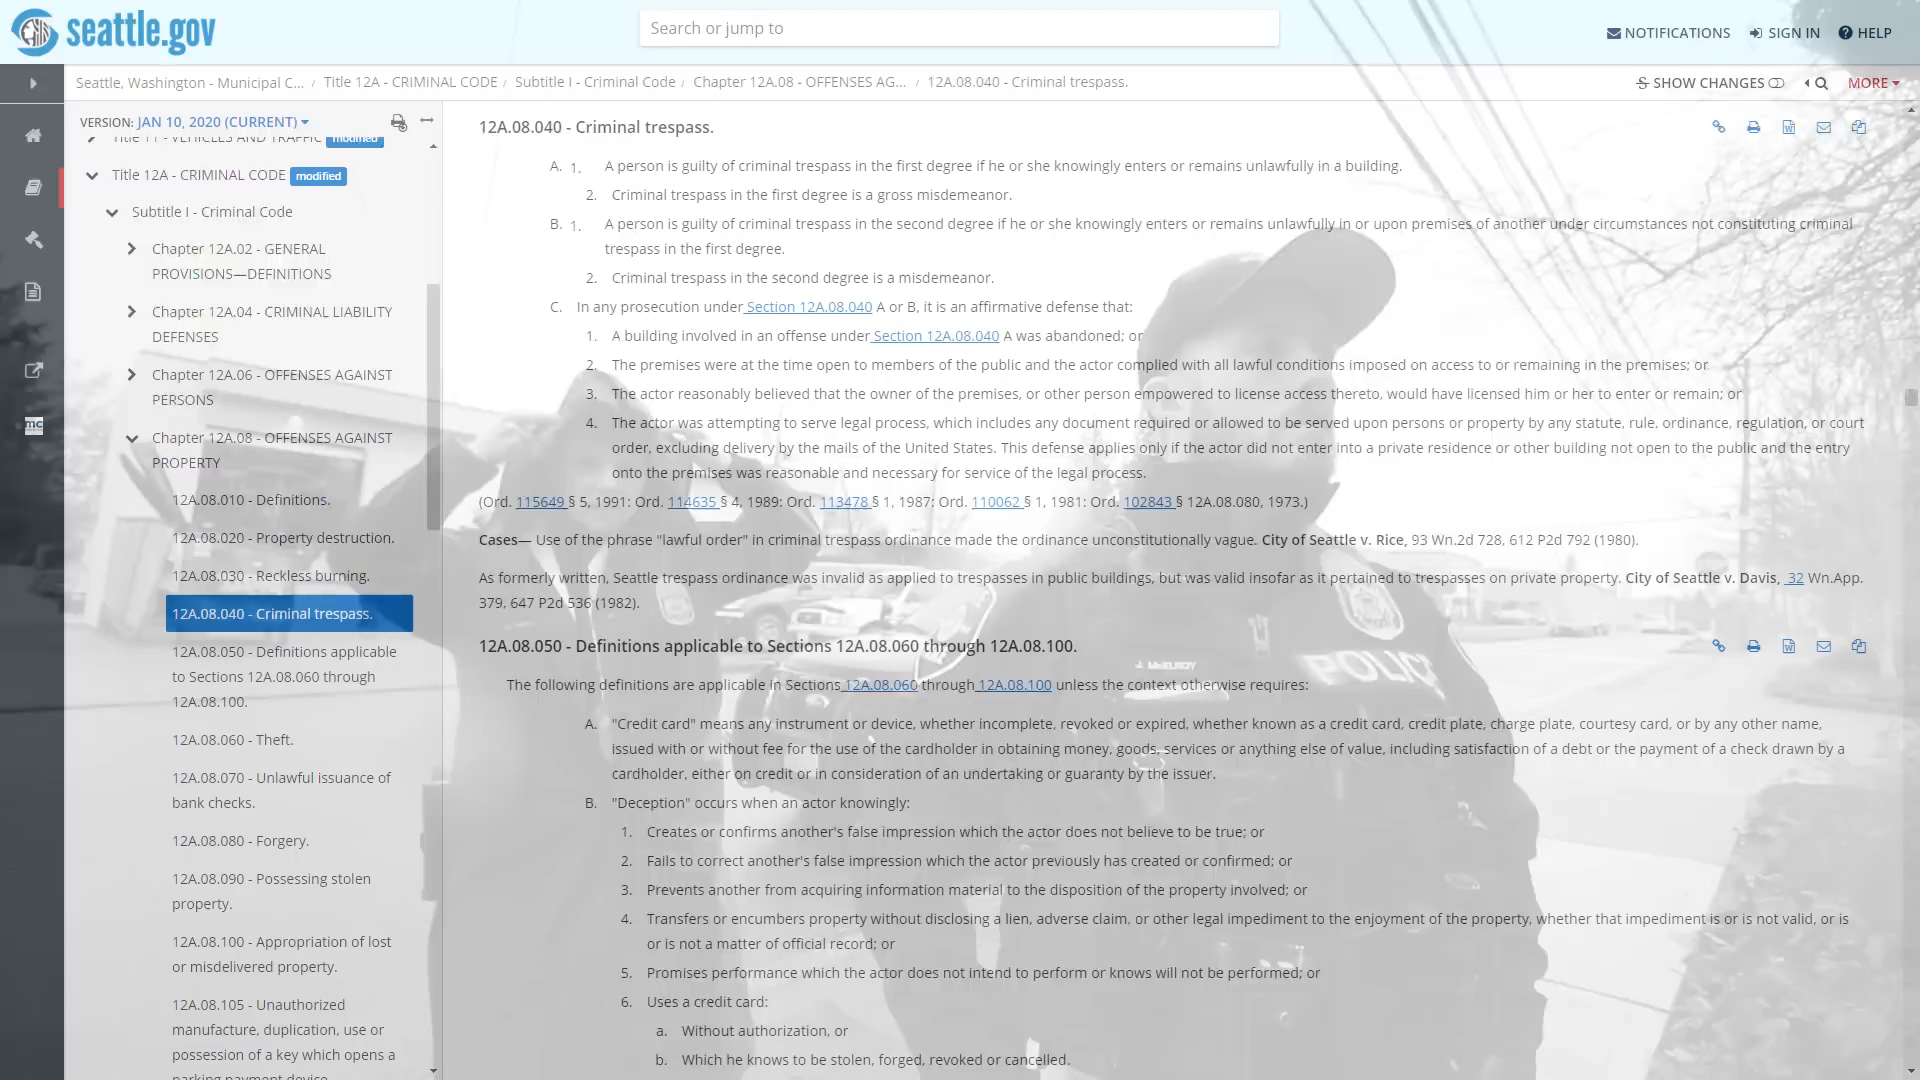 seattle.gov
Search or jump to
NOTIFICATIONS
SIGN IN
HELP
Seattle, Washington - Municipal C... / Title 12A - CRIMINAL CODE / Subtitle I - Criminal Code / Chapter 12A.08 - OFFENSES AG... / 12A.08.040 - Criminal trespass.
SHOW CHANGES
MORE
VERSION: JAN 10, 2020 (CURRENT)
Title 11 - VEHICLES AND TRAFFIC modified
Title 12A - CRIMINAL CODE modified
Subtitle I - Criminal Code
Chapter 12A.02 - GENERAL
PROVISIONS—DEFINITIONS
Chapter 12A.04 - CRIMINAL LIABILITY
DEFENSES
Chapter 12A.06 - OFFENSES AGAINST
PERSONS
mc
Chapter 12A.08 - OFFENSES AGAINST
PROPERTY
12A.08.010 - Definitions.
12A.08.020 - Property destruction.
12A.08.030 - Reckless burning.
12A.08.040 - Criminal trespass.
12A.08.050 - Definitions applicable
to Sections 12A.08.060 through
12A.08.100.
12A.08.060 - Theft.
12A.08.070 - Unlawful issuance of
bank checks.
12A.08.080 - Forgery.
12A.08.090 - Possessing stolen
property.
12A.08.100 - Appropriation of lost
or misdelivered property.
12A.08.105 - Unauthorized
manufacture, duplication, use or
possession of a key which opens a
parking payment device
12A.08.040 - Criminal trespass.
A. 1. A person is guilty of criminal trespass in the first degree if he or she knowingly enters or remains unlawfully in a building.
2. Criminal trespass in the first degree is a gross misdemeanor.
B. 1. A person is guilty of criminal trespass in the second degree if he or she knowingly enters or remains unlawfully in or upon premises of another under circumstances not constituting criminal
trespass in the first degree.
2. Criminal trespass in the second degree is a misdemeanor.
C. In any prosecution under Section 12A.08.040 A or B, it is an affirmative defense that:
1. A building involved in an offense under Section 12A.08.040 A was abandoned; or
2. The premises were at the time open to members of the public and the actor complied with all lawful conditions imposed on access to or remaining in the premises; or
3. The actor reasonably believed that the owner of the premises, or other person empowered to license access thereto, would have licensed him or her to enter or remain; or
4. The actor was attempting to serve legal process, which includes any document required or allowed to be served upon persons or property by any statute, rule, ordinance, regulation, or court
order, excluding delivery by the mails of the United States. This defense applies only if the actor did not enter into a private residence or other building not open to the public and the entry
onto the premises was reasonable and necessary for service of the legal process.
(Ord. 115649 § 5, 1991: Ord. 114635 § 4, 1989: Ord. 113478 § 1, 1987: Ord. 110062 § 1, 1981: Ord. 102843 § 12A.08.080, 1973.)
Cases— Use of the phrase "lawful order" in criminal trespass ordinance made the ordinance unconstitutionally vague. City of Seattle v. Rice, 93 Wn.2d 728, 612 P2d 792 (1980).
As formerly written, Seattle trespass ordinance was invalid as applied to trespasses in public buildings, but was valid insofar as it pertained to trespasses on private property. City of Seattle v. Davis, 32 Wn.App.
379, 647 P2d 536 (1982).
12A.08.050 - Definitions applicable to Sections 12A.08.060 through 12A.08.100.
J. McELROY
POLIC
The following definitions are applicable in Sections 12A.08.060 through 12A.08.100 unless the context otherwise requires:
A. "Credit card" means any instrument or device, whether incomplete, revoked or expired, whether known as a credit card, credit plate, charge plate, courtesy card, or by any other name,
issued with or without fee for the use of the cardholder in obtaining money, goods, services or anything else of value, including satisfaction of a debt or the payment of a check drawn by a
cardholder, either on credit or in consideration of an undertaking or guaranty by the issuer.
B. "Deception" occurs when an actor knowingly:
1. Creates or confirms another's false impression which the actor does not believe to be true; or
2. Fails to correct another's false impression which the actor previously has created or confirmed; or
3. Prevents another from acquiring information material to the disposition of the property involved; or
4. Transfers or encumbers property without disclosing a lien, adverse claim, or other legal impediment to the enjoyment of the property, whether that impediment is or is not valid, or is
or is not a matter of official record; or
5. Promises performance which the actor does not intend to perform or knows will not be performed; or
6. Uses a credit card:
a. Without authorization, or
b. Which he knows to be stolen, forged, revoked or cancelled.